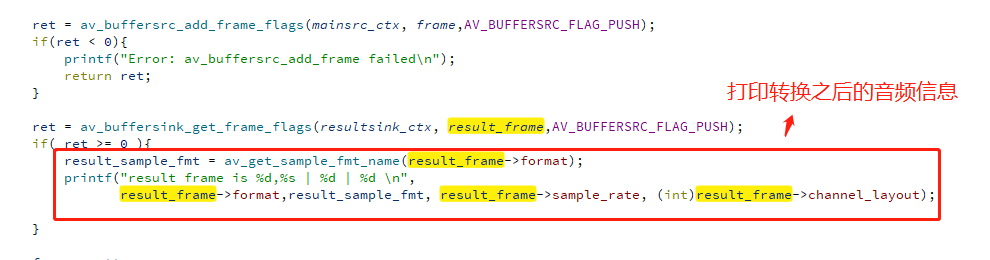 ret = av_buffersrc_add_frame_flags(mainsrc_ctx, frame,AV_BUFFERSRC_FLAG_PUSH);
if(ret < 0){
    printf("Error: av_buffersrc_add_frame failed\n");
    return ret;
}
打印转换之后的音频信息
ret = av_buffersink_get_frame_flags(resultsink_ctx, result_frame,AV_BUFFERSRC_FLAG_PUSH);
if( ret >= 0 ){
    result_sample_fmt = av_get_sample_fmt_name(result_frame->format);
    printf("result frame is %d,%s | %d | %d \n",
           result_frame->format,result_sample_fmt, result_frame->sample_rate, (int)result_frame->channel_layout);
}